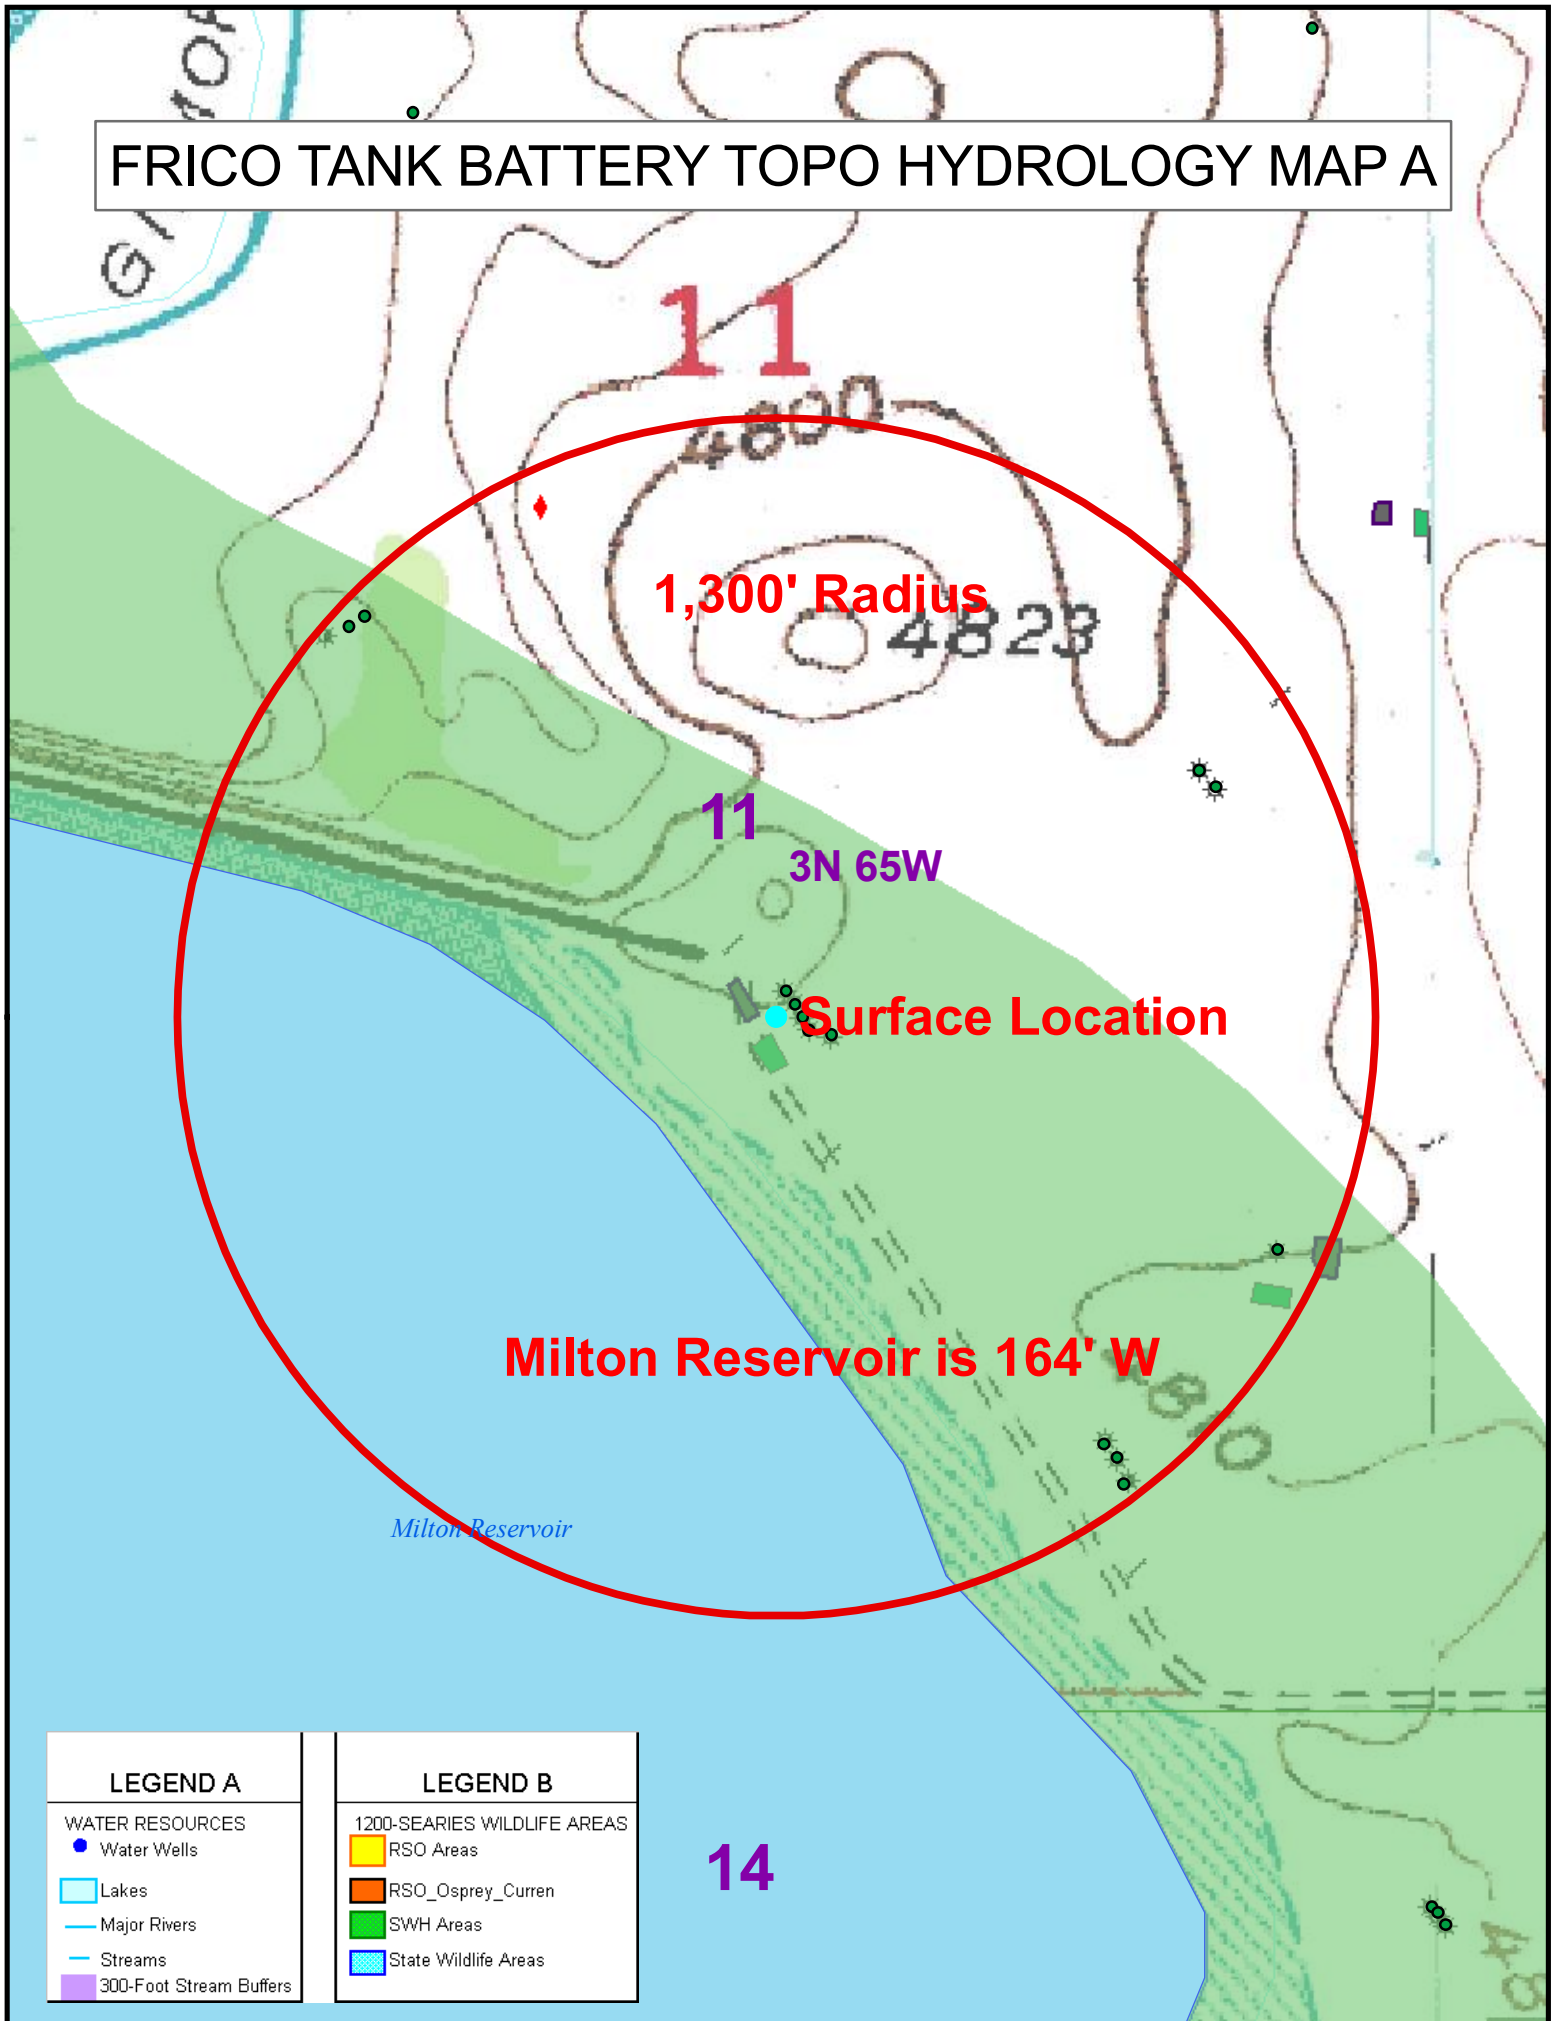 FRICO TANK BATTERY TOPO HYDROLOGY MAP A
11
4800
1,300' Radius
4823
11
3N 65W
Surface Location
Milton Reservoir is 164' W
4810
Milton Reservoir
14
LEGEND A
WATER RESOURCES
Water Wells
Lakes
Major Rivers
Streams
300-Foot Stream Buffers
LEGEND B
1200-SEARIES WILDLIFE AREAS
RSO Areas
RSO_Osprey_Curren
SWH Areas
State Wildlife Areas